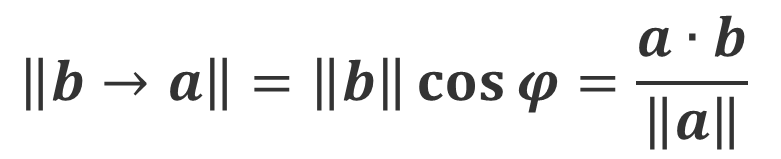 ‖b → a‖ = ‖b‖ cos φ = a · b / ‖a‖